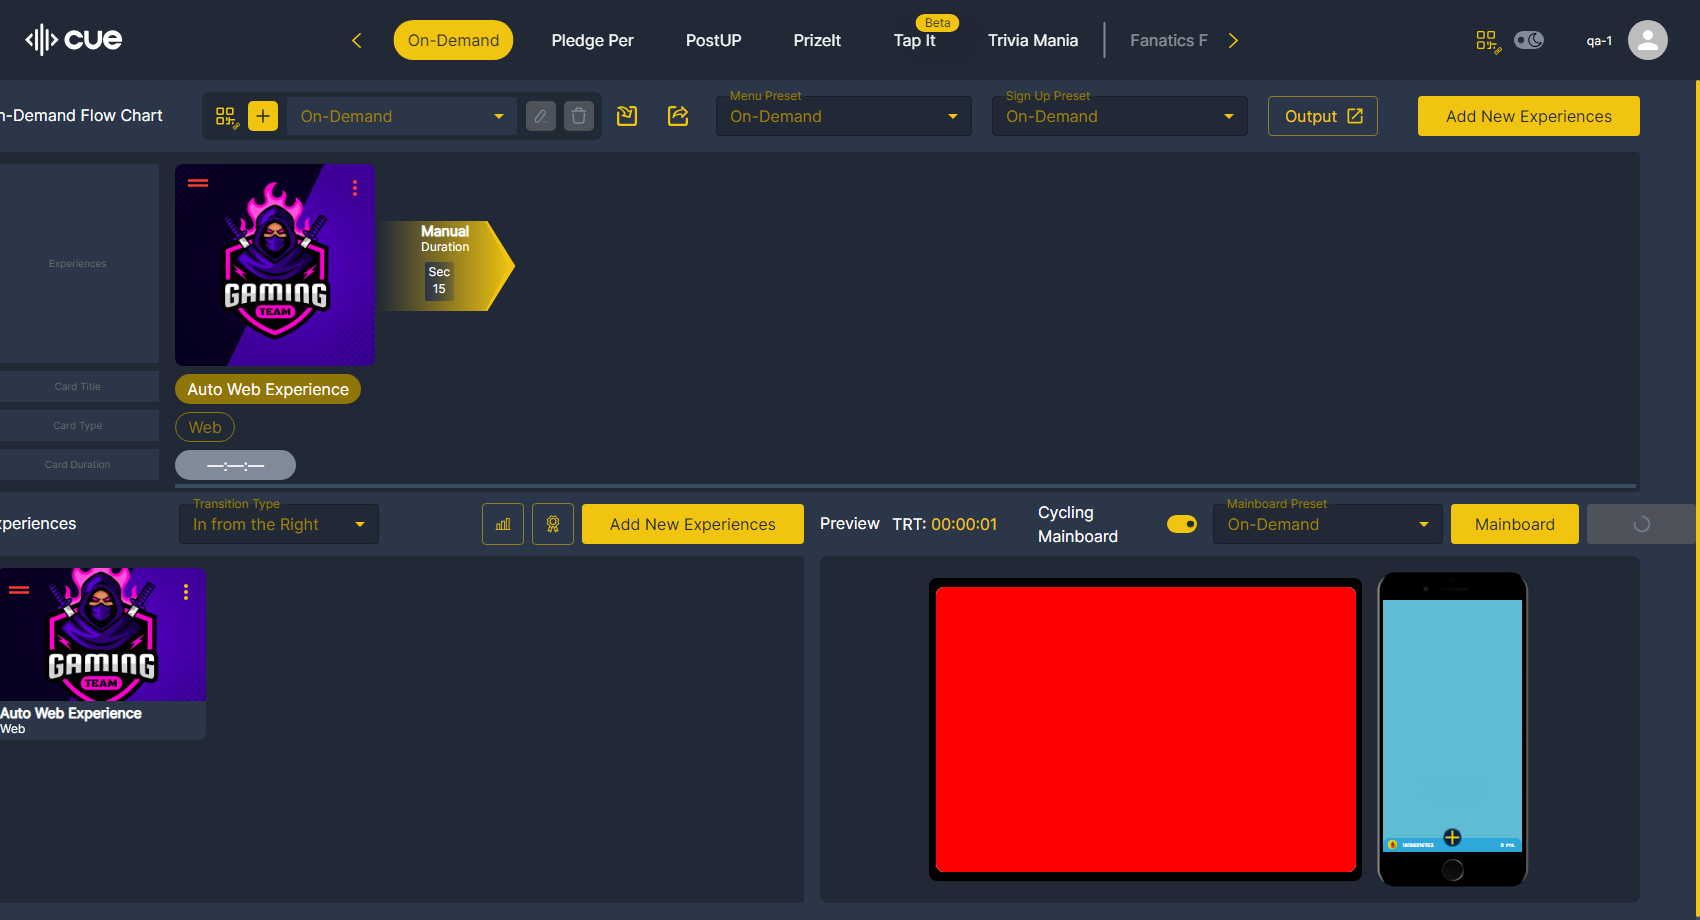 cue
On-Demand
Pledge Per
PostUP
PrizeIt
Beta
Tap It
Trivia Mania
Fanatics F
qa-1
n-Demand Flow Chart
On-Demand
Menu Preset
On-Demand
Sign Up Preset
On-Demand
Output
Add New Experiences
Experiences
GAMING
TEAM
Manual
Duration
Sec
15
Card Title
Auto Web Experience
Card Type
Web
Card Duration
—:—:—
xperiences
Transition Type
In from the Right
Add New Experiences
Preview
TRT: 00:00:01
Cycling
Mainboard
Mainboard Preset
On-Demand
Mainboard
GAMING
TEAM
Auto Web Experience
Web
0 PTS.